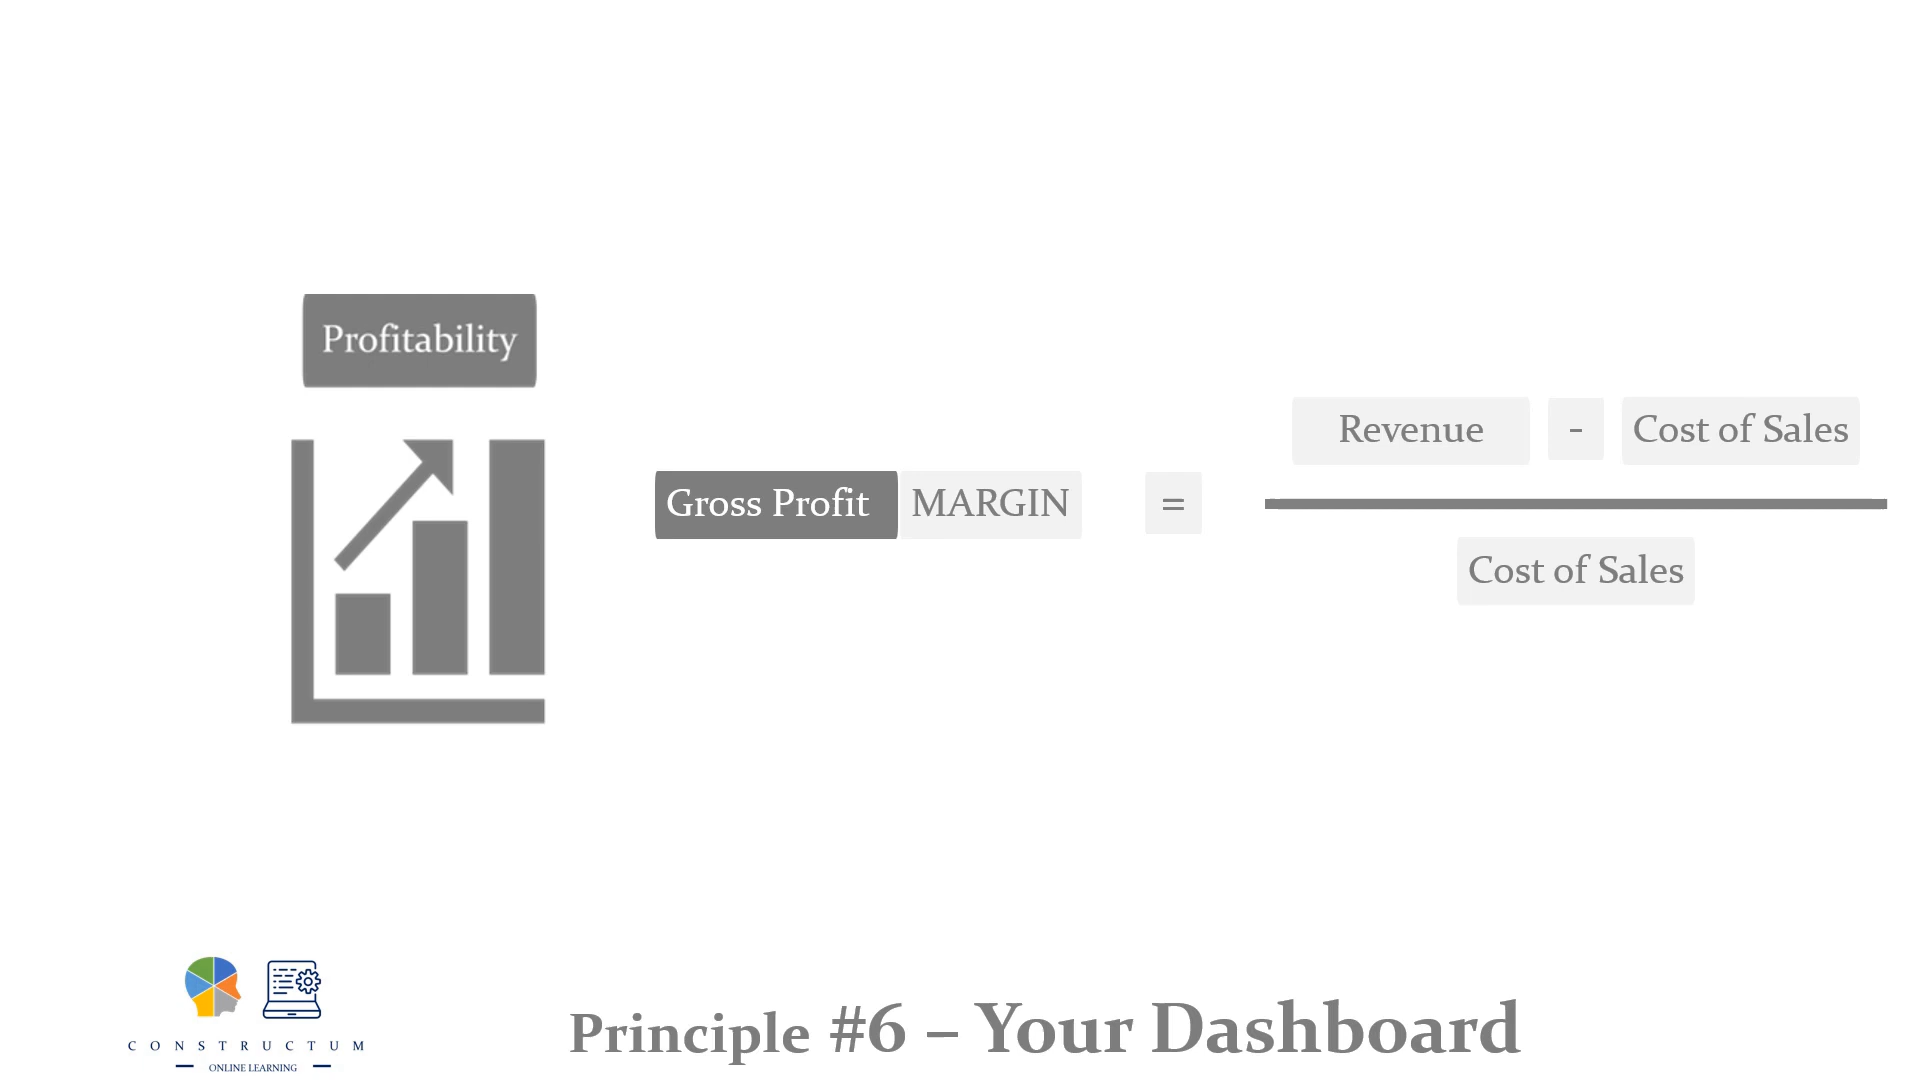 Profitability
Revenue - Cost of Sales
Gross Profit MARGIN =
Cost of Sales
CONSTRUCTUM
ONLINE LEARNING
Principle #6 – Your Dashboard